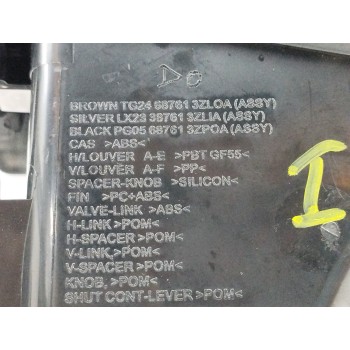 BROWN TG24 68761 3ZL0A (ASSY)
SILVER LX23 38761 3ZL1A (ASSY)
BLACK PG05 68761 3ZP0A (ASSY)
CAS >ABS<
H/LOUVER A-E >PBT GF55<
V/LOUVER A-F >PP<
SPACER-KNOB >SILICON<
FIN >PC+ABS<
VALVE-LINK >ABS<
H-LINK >POM<
H-SPACER >POM<
V-LINK, >POM<
V-SPACER >POM<
KNOB, >POM<
SHUT CONT-LEVER >POM<
I